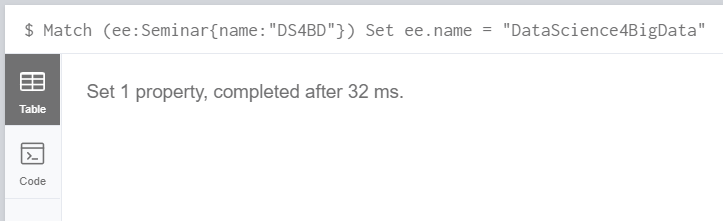 $ Match (ee:Seminar{name:"DS4BD"}) Set ee.name = "DataScience4BigData"
Set 1 property, completed after 32 ms.
Table
Code